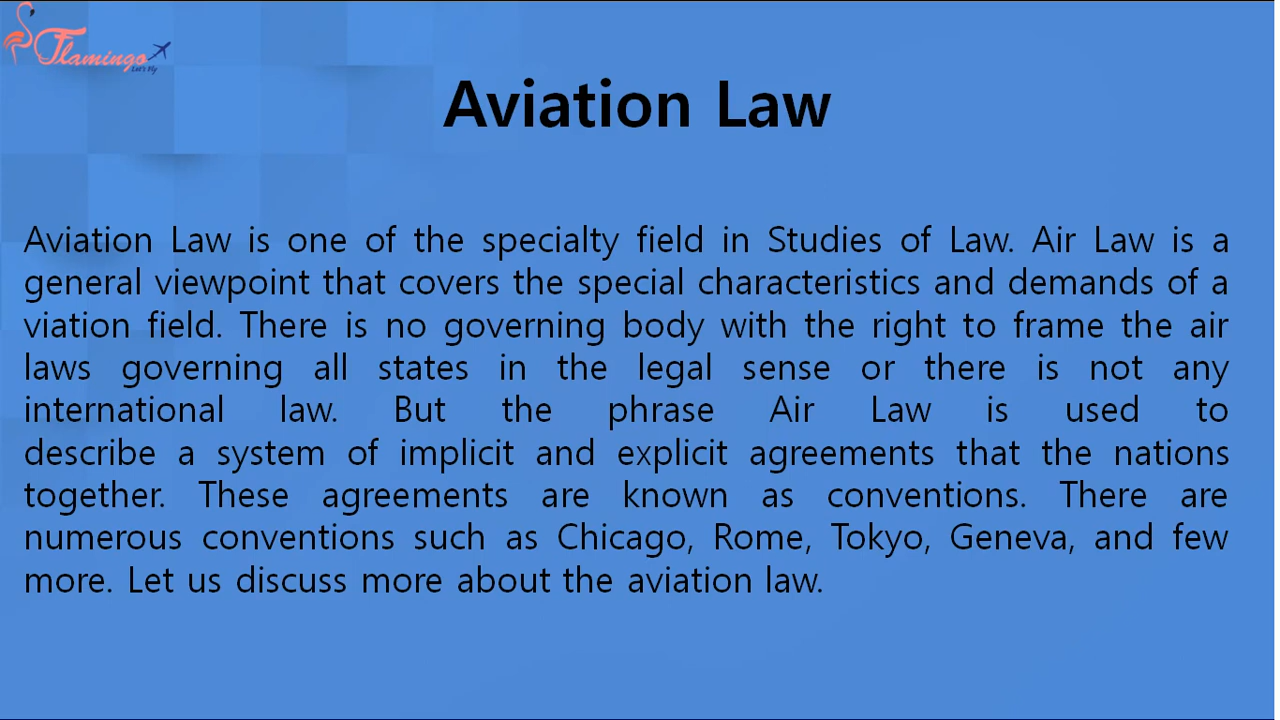 Flamingo
Let's fly
Aviation Law
Aviation Law is one of the specialty field in Studies of Law. Air Law is a
general viewpoint that covers the special characteristics and demands of a
viation field. There is no governing body with the right to frame the air
laws governing all states in the legal sense or there is not any
international law. But the phrase Air Law is used to
describe a system of implicit and explicit agreements that the nations
together. These agreements are known as conventions. There are
numerous conventions such as Chicago, Rome, Tokyo, Geneva, and few
more. Let us discuss more about the aviation law.